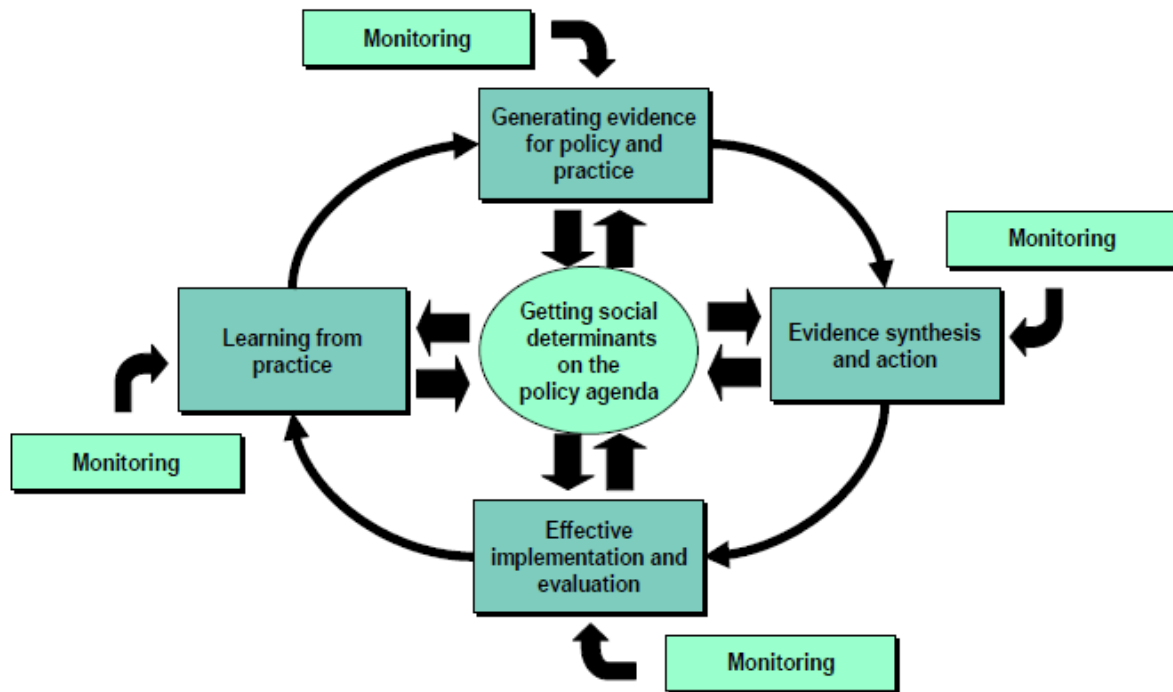 Monitoring
Generating evidence
for policy and
practice
Monitoring
Learning from
practice
Getting social
determinants
on the
policy agenda
Evidence synthesis
and action
Monitoring
Effective
implementation and
evaluation
Monitoring